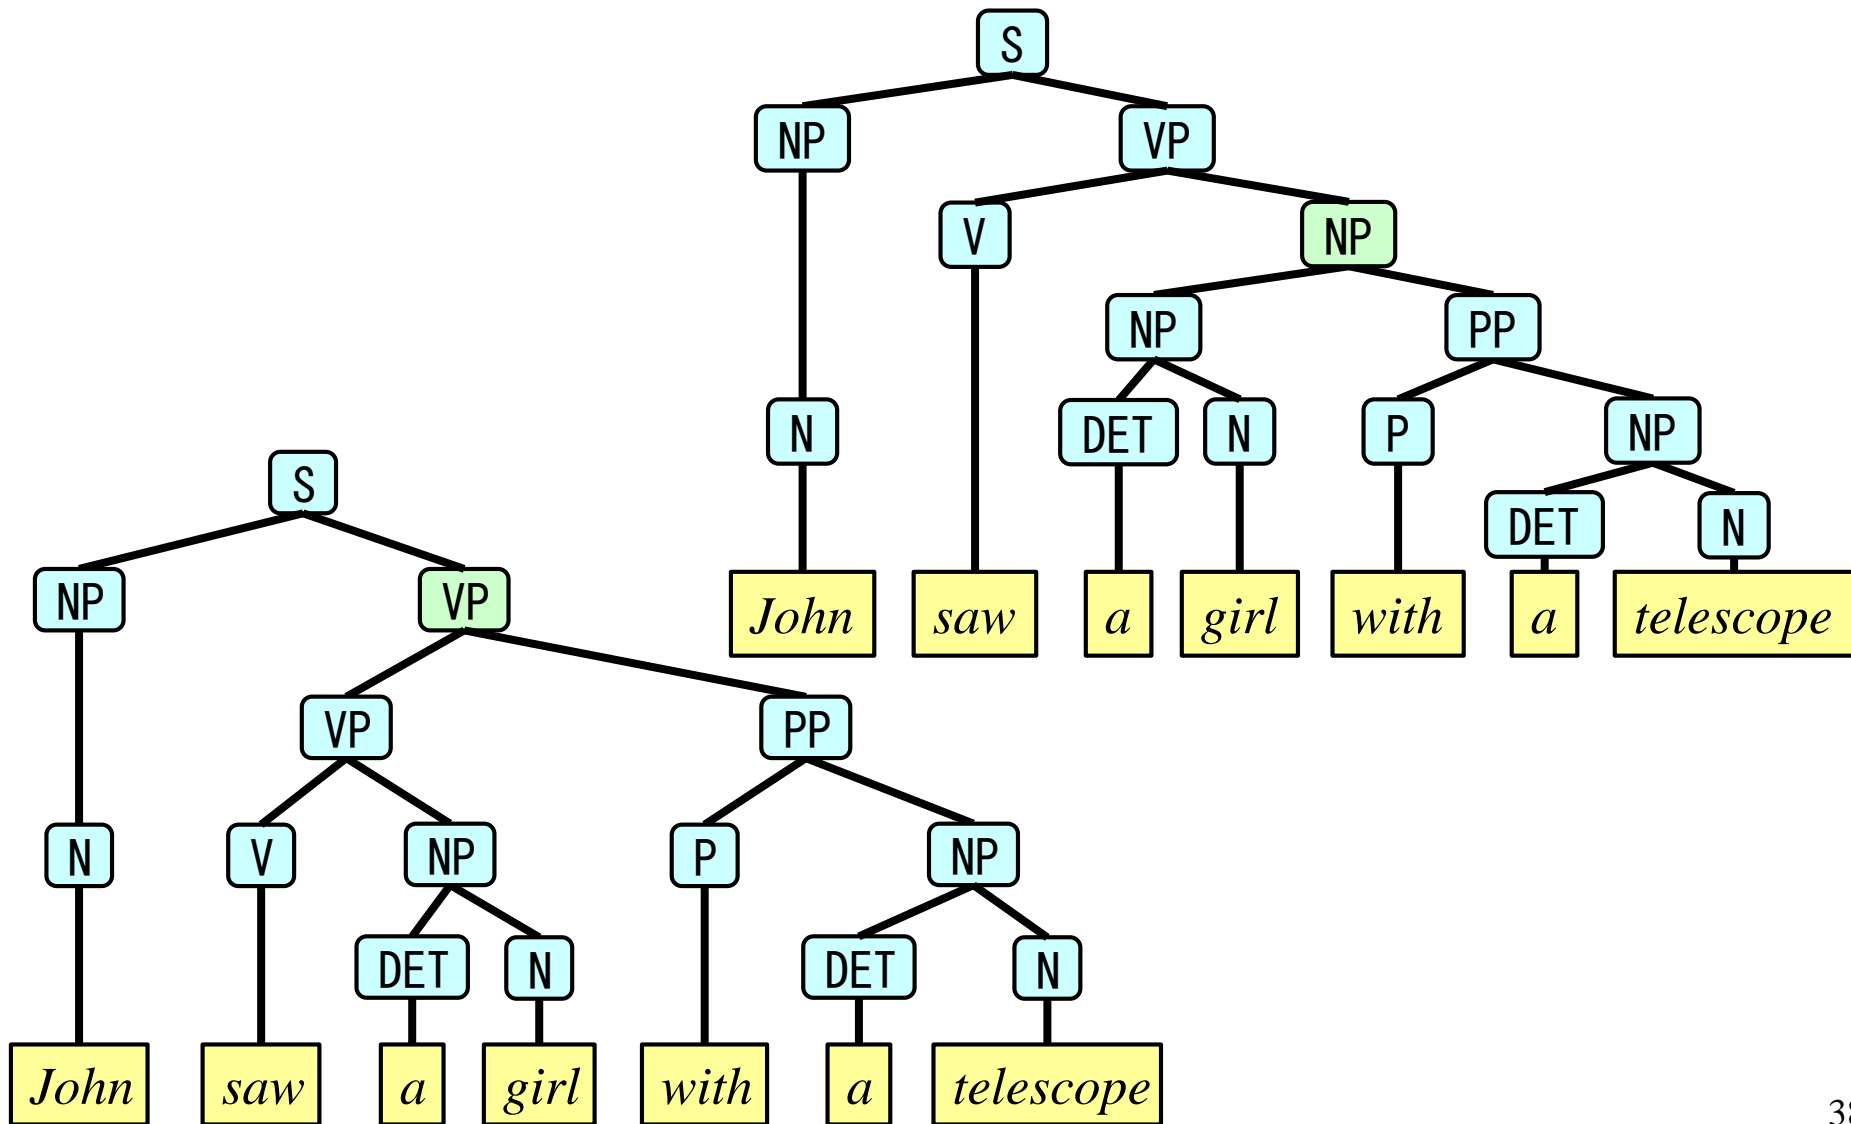 S
NP VP
V NP
NP PP
N DET N P NP
S
DET N
NP VP
John saw a girl with a telescope
VP PP
N V NP P NP
DET N DET N
John saw a girl with a telescope
38